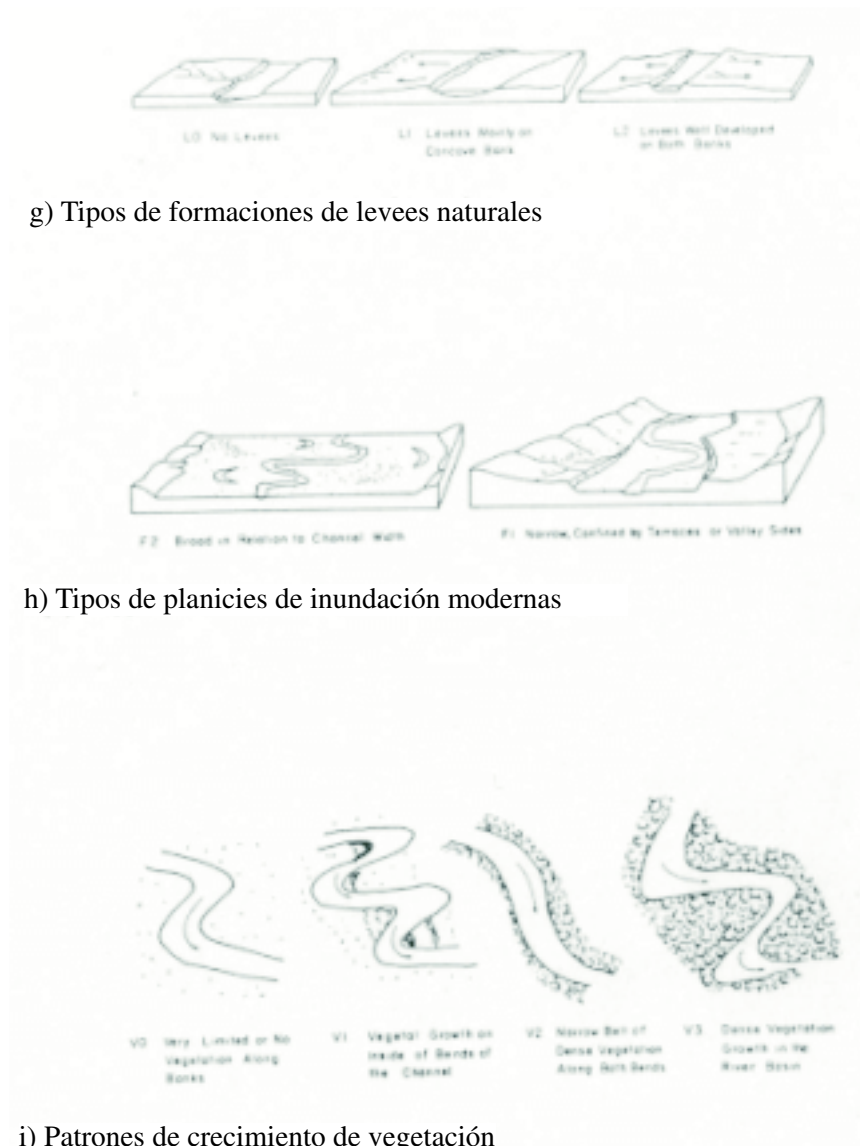 L0 No Levees
L1 Levees Mainly on
Concave Bank
L2 Levees Well Developed
on Both Banks
g) Tipos de formaciones de levees naturales
F2 Broad in Relation to Channel Width
F1 Narrow, Confined by Terraces or Valley Sides
h) Tipos de planicies de inundación modernas
V0 Very Limited or No
Vegetation Along
Banks
V1 Vegetal Growth on
Inside of Bends of
the Channel
V2 Narrow Belt of
Dense Vegetation
Along Both Bends
V3 Dense Vegetation
Growth in the
River Basin
i) Patrones de crecimiento de vegetación